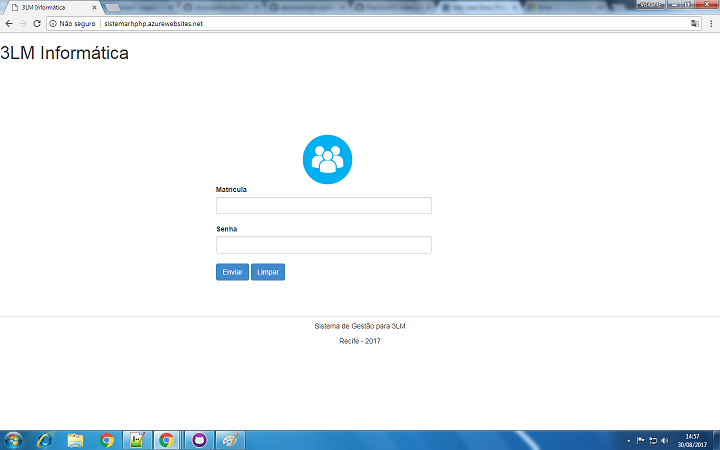 3LM Informática
Visitante
Não seguro
sistemarhphp.azurewebsites.net
3LM Informática
Matricula
Senha
Enviar
Limpar
Sistema de Gestão para 3LM
Recife - 2017
14:57
30/08/2017